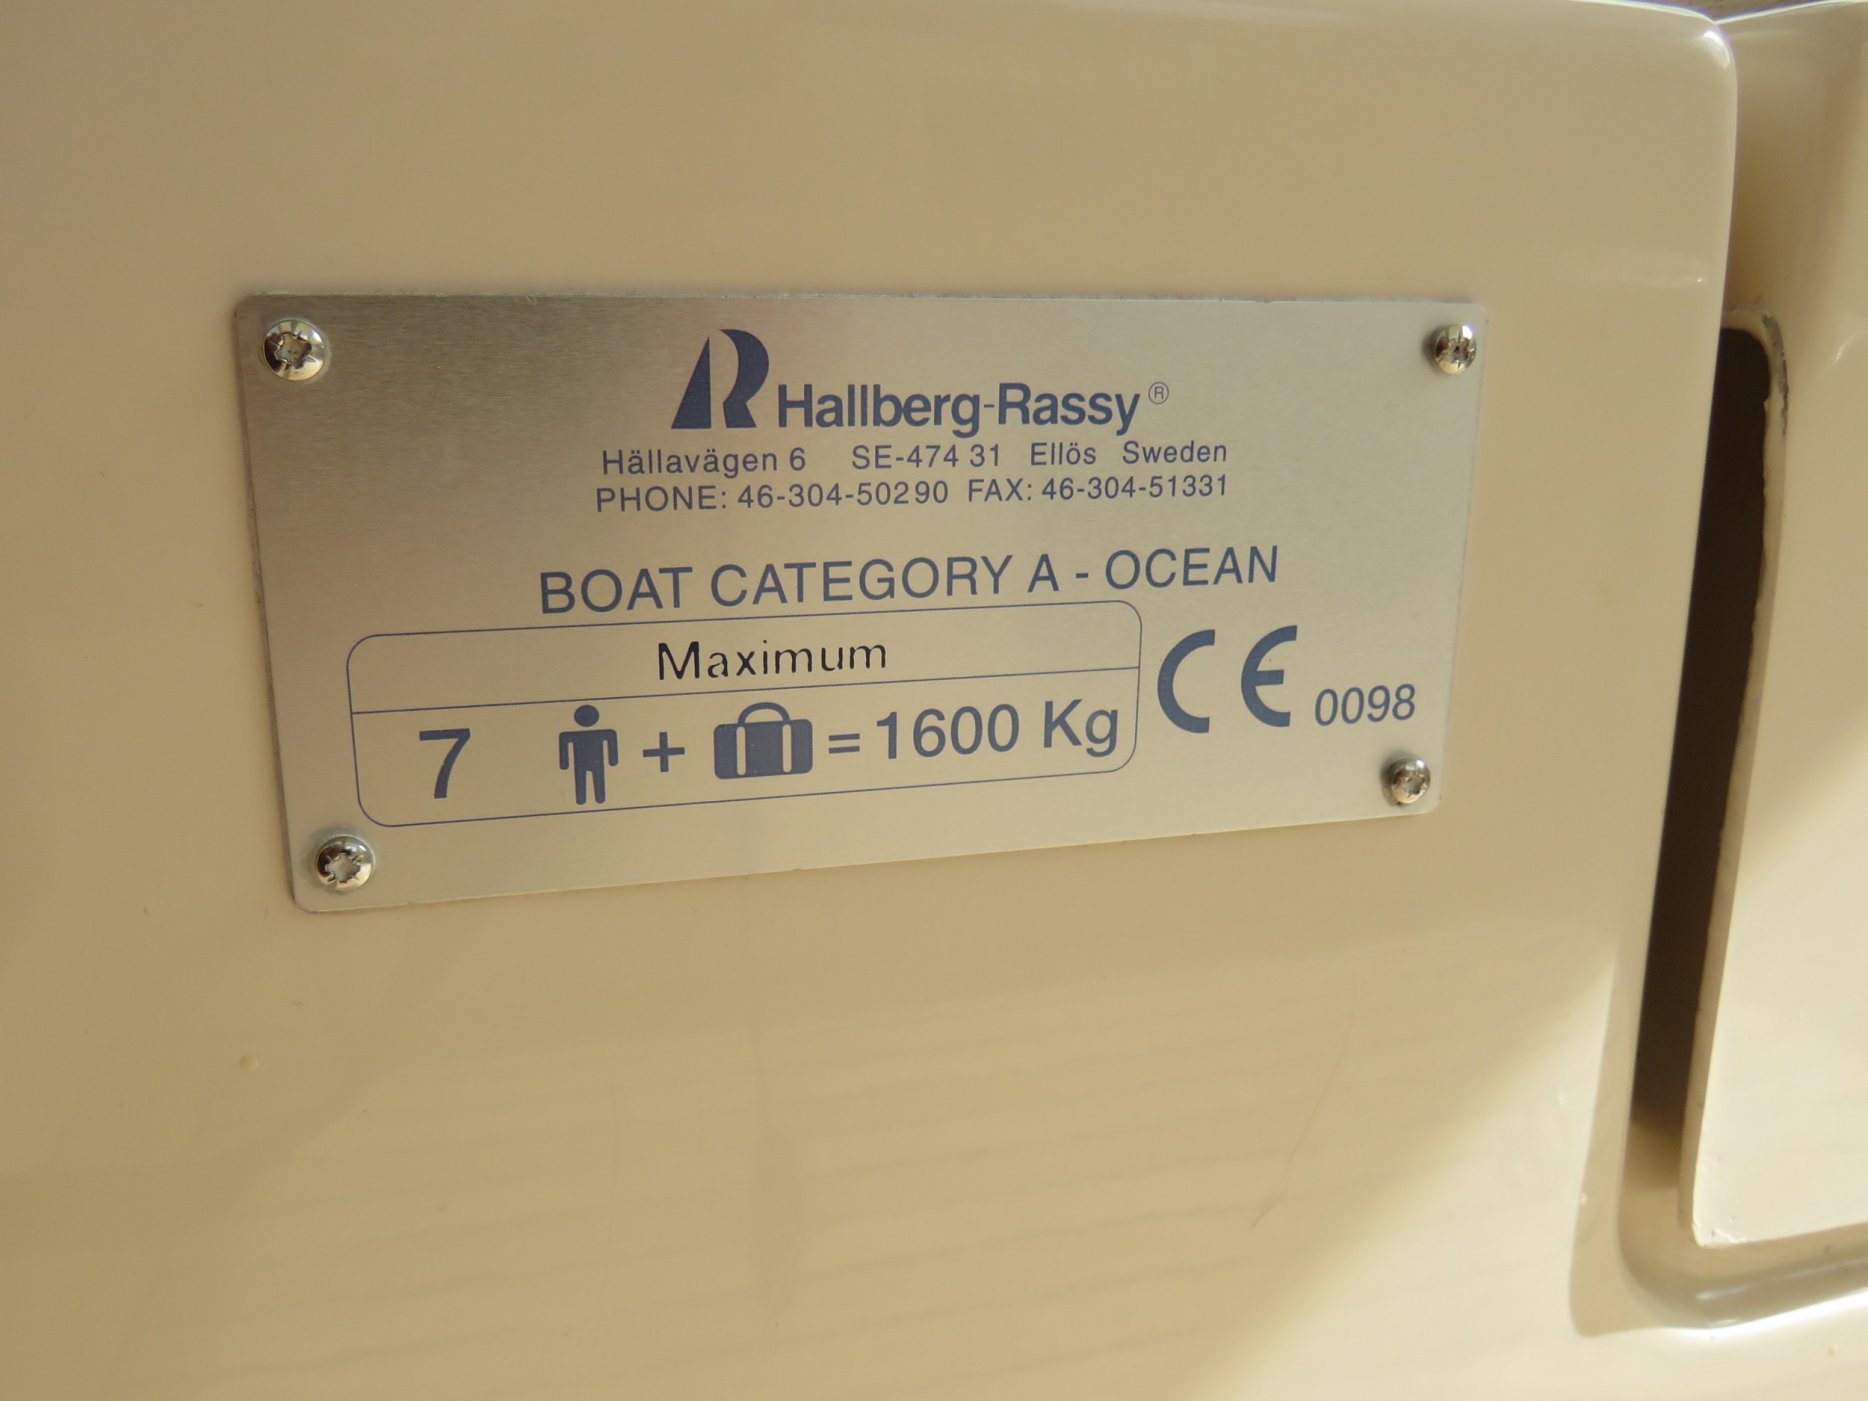 Hallberg-Rassy®
Hällavägen 6 SE-474 31 Ellös Sweden
PHONE: 46-304-50290 FAX: 46-304-51331
BOAT CATEGORY A - OCEAN
Maximum
7 + = 1600 Kg
CE 0098